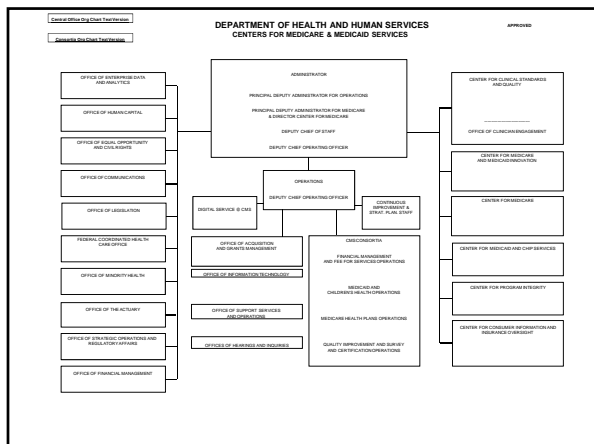 Central Office Org Chart Text Version
Consortia Org Chart Text Version
DEPARTMENT OF HEALTH AND HUMAN SERVICES
CENTERS FOR MEDICARE & MEDICAID SERVICES
APPROVED
OFFICE OF ENTERPRISE DATA
AND ANALYTICS
OFFICE OF HUMAN CAPITAL
OFFICE OF EQUAL OPPORTUNITY
AND CIVIL RIGHTS
OFFICE OF COMMUNICATIONS
OFFICE OF LEGISLATION
FEDERAL COORDINATED HEALTH
CARE OFFICE
OFFICE OF MINORITY HEALTH
OFFICE OF THE ACTUARY
OFFICE OF STRATEGIC OPERATIONS AND
REGULATORY AFFAIRS
OFFICE OF FINANCIAL MANAGEMENT
ADMINISTRATOR
PRINCIPAL DEPUTY ADMINISTRATOR FOR OPERATIONS
PRINCIPAL DEPUTY ADMINISTRATOR FOR MEDICARE
& DIRECTOR CENTER FOR MEDICARE
DEPUTY CHIEF OF STAFF
DEPUTY CHIEF OPERATING OFFICER
OPERATIONS
DEPUTY CHIEF OPERATING OFFICER
DIGITAL SERVICE @ CMS
CONTINUOUS
IMPROVEMENT &
STRAT. PLAN. STAFF
OFFICE OF ACQUISITION
AND GRANTS MANAGEMENT
OFFICE OF INFORMATION TECHNOLOGY
OFFICE OF SUPPORT SERVICES
AND OPERATIONS
OFFICES OF HEARINGS AND INQUIRIES
CMS CONSORTIA
FINANCIAL MANAGEMENT
AND FEE FOR SERVICES OPERATIONS
MEDICAID AND
CHILDREN'S HEALTH OPERATIONS
MEDICARE HEALTH PLANS OPERATIONS
QUALITY IMPROVEMENT AND SURVEY
AND CERTIFICATION OPERATIONS
CENTER FOR CLINICAL STANDARDS
AND QUALITY
OFFICE OF CLINICIAN ENGAGEMENT
CENTER FOR MEDICARE
AND MEDICAID INNOVATION
CENTER FOR MEDICARE
CENTER FOR MEDICAID AND CHIP SERVICES
CENTER FOR PROGRAM INTEGRITY
CENTER FOR CONSUMER INFORMATION AND
INSURANCE OVERSIGHT